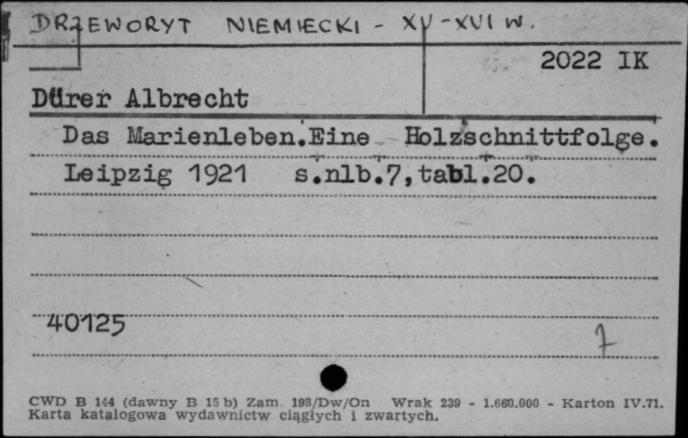 DRZEWORYT NIEMIECKI - XV-XVI W.
2022 IK
Dürer Albrecht
Das Marienleben.Eine Holzschnittfolge.
Leipzig 1921 s.nlb.7,tabl.20.
40125
7
CWD B 144 (dawny B 15 b) Zam. 198/Dw/On Wrak 239 - 1.660.000 - Karton IV.71.
Karta katalogowa wydawnictw ciągłych i zwartych.